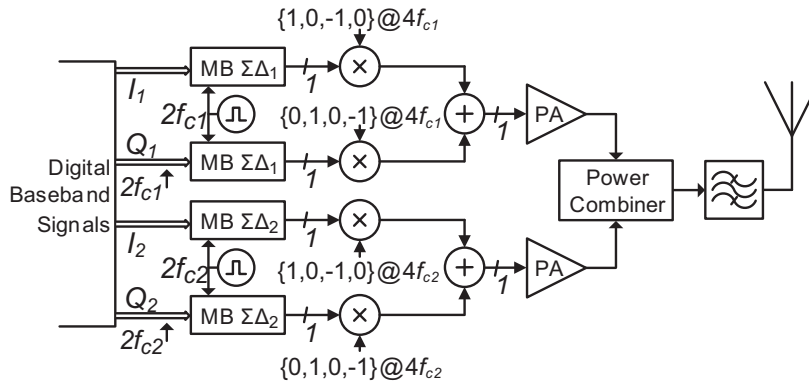 {1,0,-1,0}@4fc1
MB ΣΔ1
1
×
I1
2fc1
{0,1,0,-1}@4fc1
+
1
PA
Q1
MB ΣΔ1
1
×
2fc1
Digital
Baseband
Signals
Power
Combiner
I2
MB ΣΔ2
1
×
2fc2
{1,0,-1,0}@4fc2
+
1
PA
Q2
MB ΣΔ2
1
×
2fc2
{0,1,0,-1}@4fc2